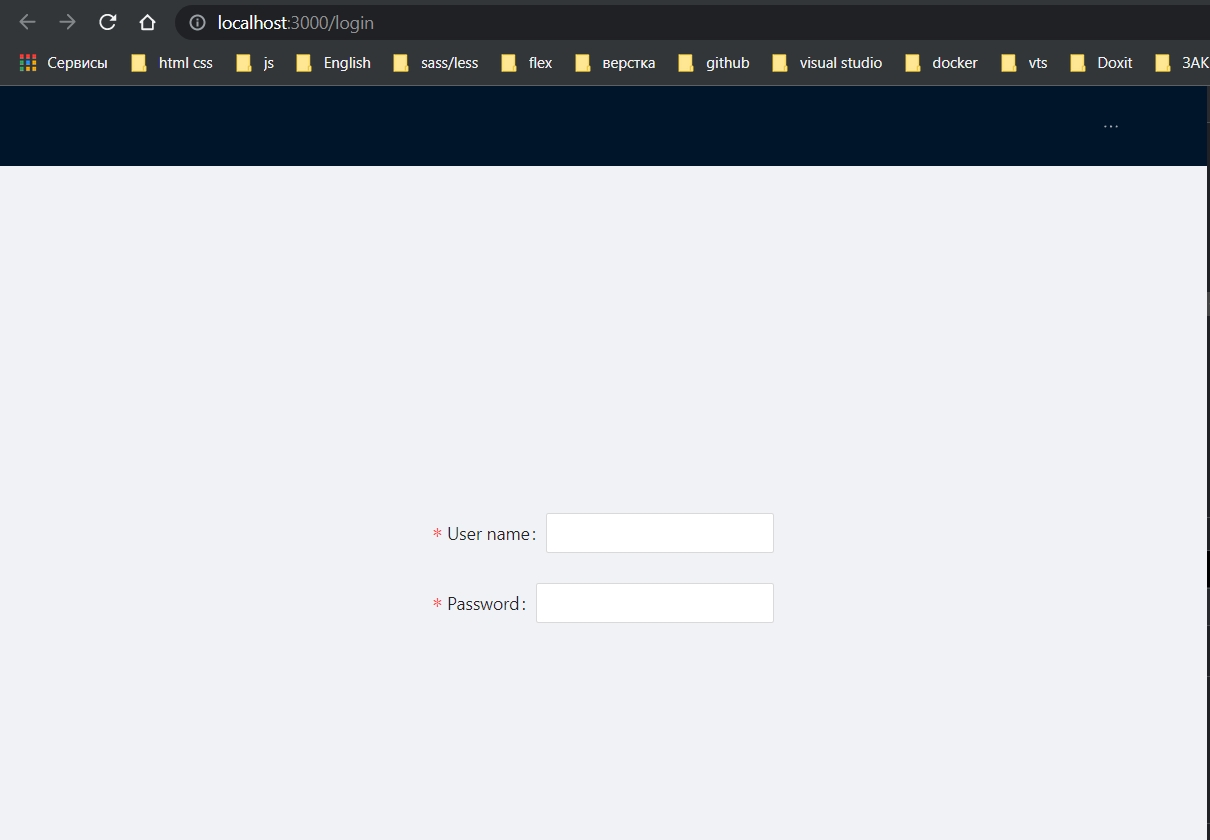 localhost:3000/login
Сервисы html css js English sass/less flex верстка github visual studio docker vts Doxit ЗАК
...
* User name:
* Password: